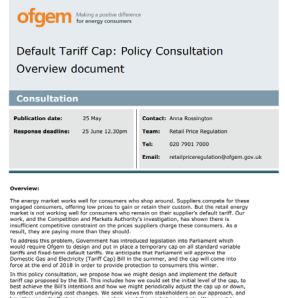 ofgem Making a positive difference
for energy consumers
Default Tariff Cap: Policy Consultation
Overview document
Consultation
Publication date: 25 May Contact: Anna Rossington
Response deadline: 25 June 12.30pm Team: Retail Price Regulation
Tel: 020 7901 7000
Email: retailpriceregulation@ofgem.gov.uk
Overview:
The energy market works well for consumers who shop around. Suppliers compete for these
engaged consumers, offering low prices to gain or retain their custom. But the retail energy
market is not working well for consumers who remain on their supplier's default tariff. Our
work, and the Competition and Markets Authority's investigation, has shown there is
insufficient competitive constraint on the prices suppliers charge these consumers. As a
result, they are paying more than they should.
To address this problem, Government has introduced legislation into Parliament which
would require Ofgem to design and put in place a temporary cap on all standard variable
tariffs and fixed-term default tariffs. We anticipate that Parliament will approve the
Domestic Gas and Electricity (Tariff Cap) Bill in the summer, and the cap will come into
force at the end of 2018 in order to provide protection to consumers this winter.
In this policy consultation, we propose how we might design and implement the default
tariff cap proposed by the Bill. This includes how we would set the initial level of the cap, to
best achieve the Bill's intentions and how we might periodically adjust the cap up or down,
to reflect underlying cost changes. We seek views from stakeholders on our approach, and